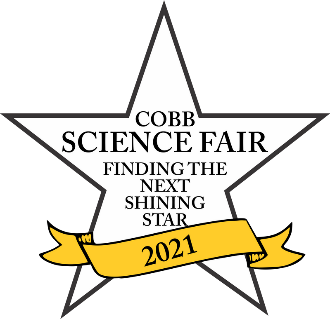 COBB
SCIENCE FAIR
FINDING THE
NEXT
SHINING
STAR
2021